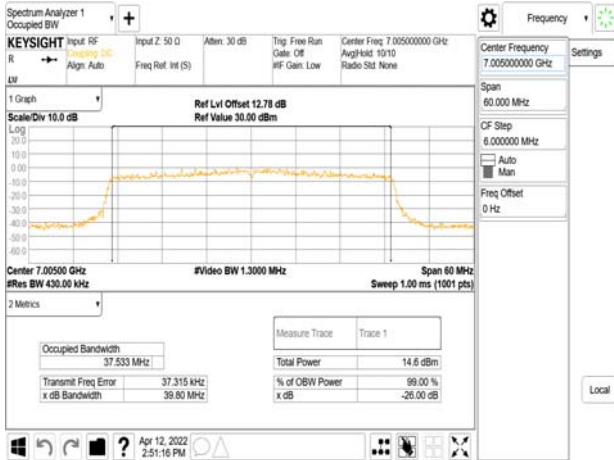 Spectrum Analyzer 1
Occupied BW
Frequency
KEYSIGHT
Input: RF
Coupling: DC
Align: Auto
R
Input Z: 50 Ω
Freq Ref: Int (S)
Atten: 30 dB
Trig: Free Run
Gate: Off
#IF Gain: Low
Center Freq: 7.005000000 GHz
Avg|Hold: 10/10
Radio Std: None
Center Frequency
7.005000000 GHz
Settings
Span
60.000 MHz
CF Step
6.000000 MHz
Auto
Man
Freq Offset
0 Hz
Local
1 Graph
Scale/Div 10.0 dB
Ref Lvl Offset 12.78 dB
Ref Value 30.00 dBm
Log
20.0
10.0
0.00
-10.0
-20.0
-30.0
-40.0
-50.0
-60.0
Center 7.00500 GHz
#Video BW 1.3000 MHz
Span 60 MHz
#Res BW 430.00 kHz
Sweep 1.00 ms (1001 pts)
2 Metrics
Measure Trace
Trace 1
Occupied Bandwidth
37.533 MHz
Total Power
14.6 dBm
Transmit Freq Error
37.315 kHz
% of OBW Power
99.00 %
x dB Bandwidth
39.80 MHz
x dB
-26.00 dB
?
Apr 12, 2022
2:51:16 PM